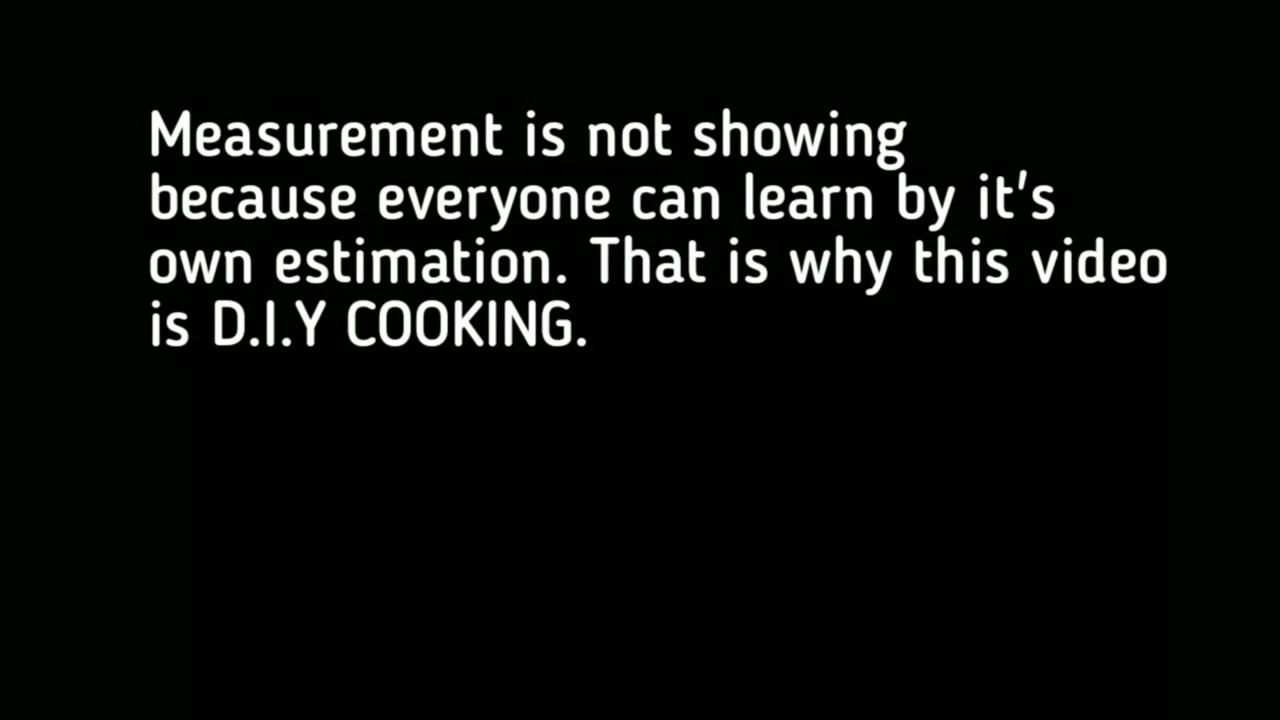 Measurement is not showing
because everyone can learn by it's
own estimation. That is why this video
is D.I.Y COOKING.